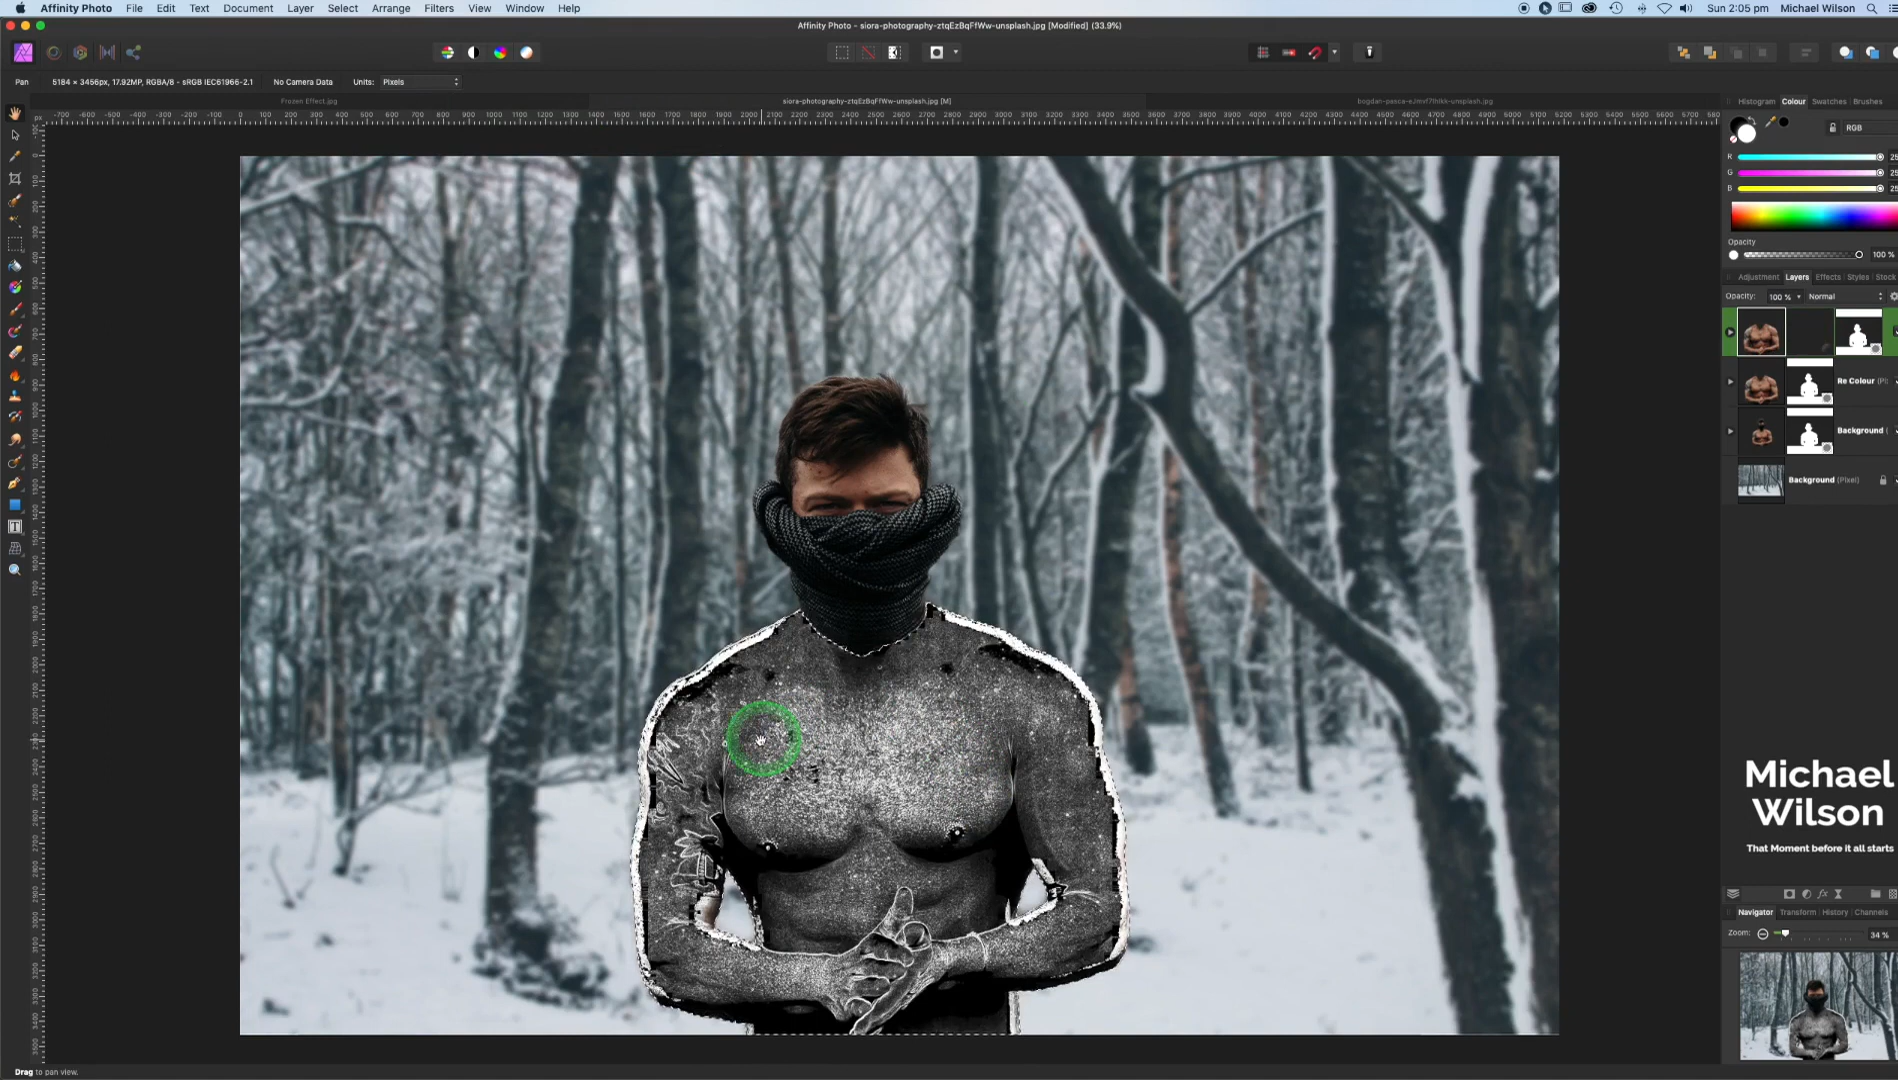 Affinity Photo File Edit Text Document Layer Select Arrange Filters View Window Help Sun 2:05 pm Michael Wilson
Affinity Photo - siora-photography-ztqEzBqFfWw-unsplash.jpg [Modified] (33.9%)
Pan 5184 × 3456px, 17.92MP, RGBA/8 - sRGB IEC61966-2.1 No Camera Data Units: Pixels
Frozen Effect.jpg siora-photography-ztqEzBqFfWw-unsplash.jpg [M]
Histogram Colour Swatches Brushes
RGB
R
G
B
Opacity
100 %
Adjustment Layers Effects Styles Stock
Opacity: 100 % Normal
Re Colour
Background
Background (Pixel)
Michael
Wilson
That Moment before it all starts
Navigator Transform History Channels
Zoom: 34 %
Drag to pan view.